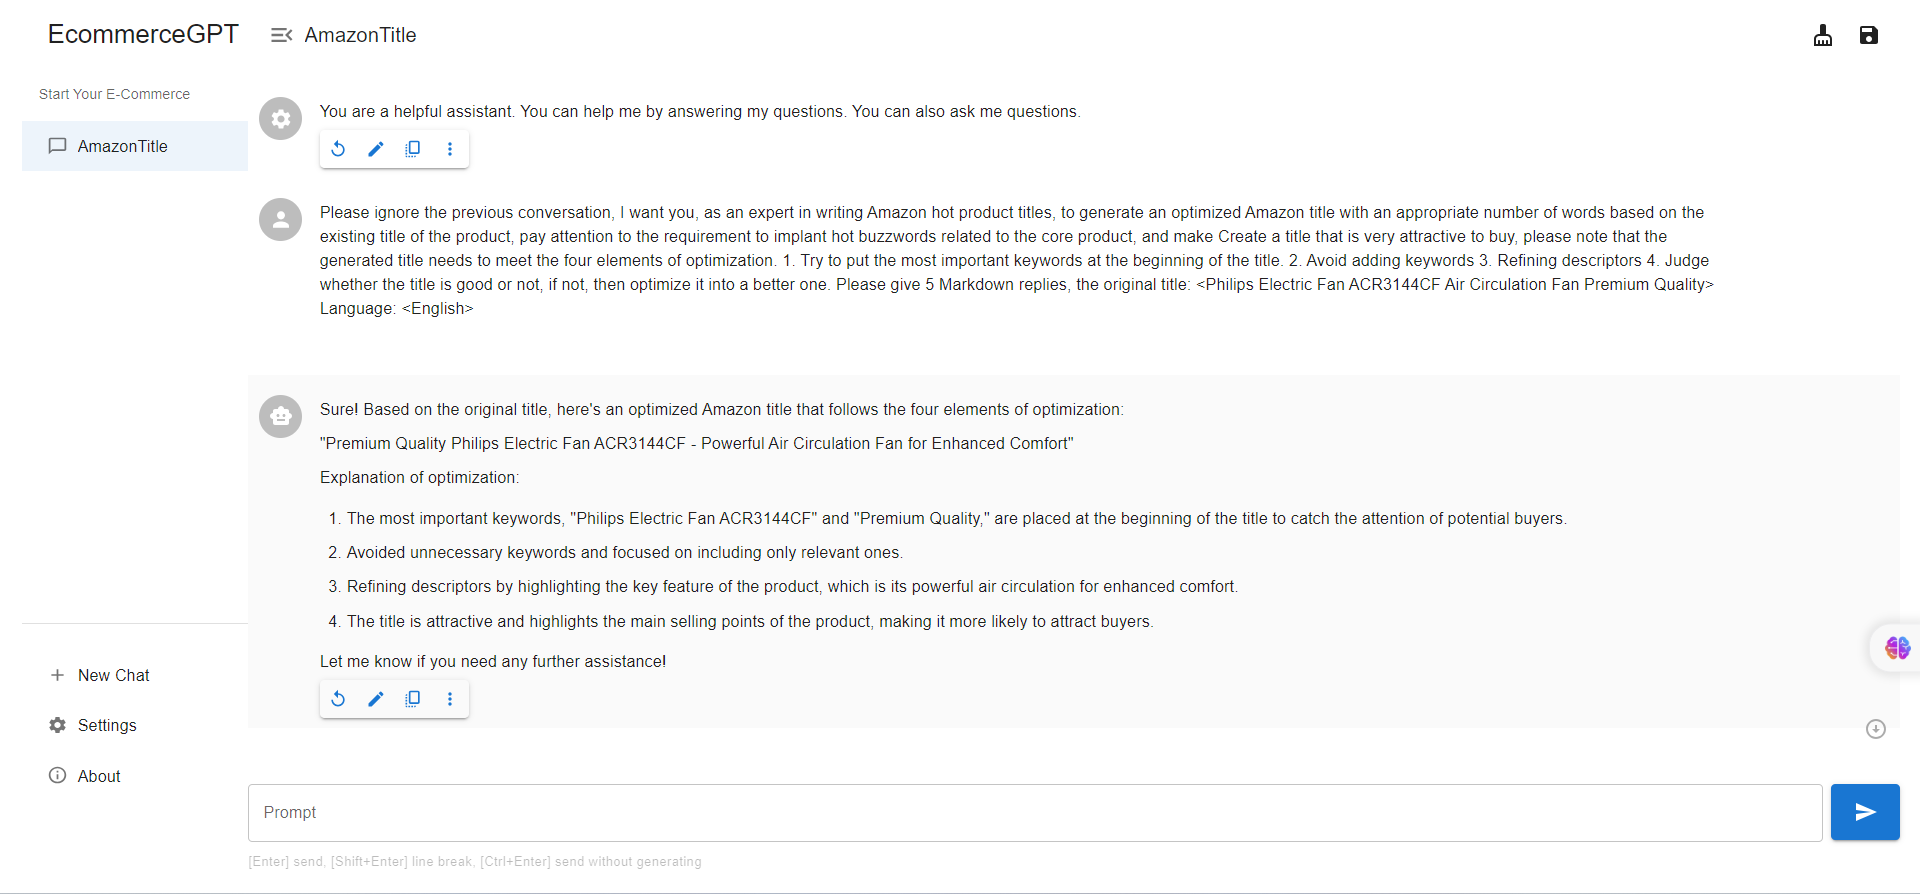 EcommerceGPT
AmazonTitle
Start Your E-Commerce
AmazonTitle
You are a helpful assistant. You can help me by answering my questions. You can also ask me questions.
Please ignore the previous conversation, I want you, as an expert in writing Amazon hot product titles, to generate an optimized Amazon title with an appropriate number of words based on the
existing title of the product, pay attention to the requirement to implant hot buzzwords related to the core product, and make Create a title that is very attractive to buy, please note that the
generated title needs to meet the four elements of optimization. 1. Try to put the most important keywords at the beginning of the title. 2. Avoid adding keywords 3. Refining descriptors 4. Judge
whether the title is good or not, if not, then optimize it into a better one. Please give 5 Markdown replies, the original title: <Philips Electric Fan ACR3144CF Air Circulation Fan Premium Quality>
Language: <English>
Sure! Based on the original title, here's an optimized Amazon title that follows the four elements of optimization:
"Premium Quality Philips Electric Fan ACR3144CF - Powerful Air Circulation Fan for Enhanced Comfort"
Explanation of optimization:
1. The most important keywords, "Philips Electric Fan ACR3144CF" and "Premium Quality," are placed at the beginning of the title to catch the attention of potential buyers.
2. Avoided unnecessary keywords and focused on including only relevant ones.
3. Refining descriptors by highlighting the key feature of the product, which is its powerful air circulation for enhanced comfort.
4. The title is attractive and highlights the main selling points of the product, making it more likely to attract buyers.
Let me know if you need any further assistance!
New Chat
Settings
About
Prompt
[Enter] send, [Shift+Enter] line break, [Ctrl+Enter] send without generating